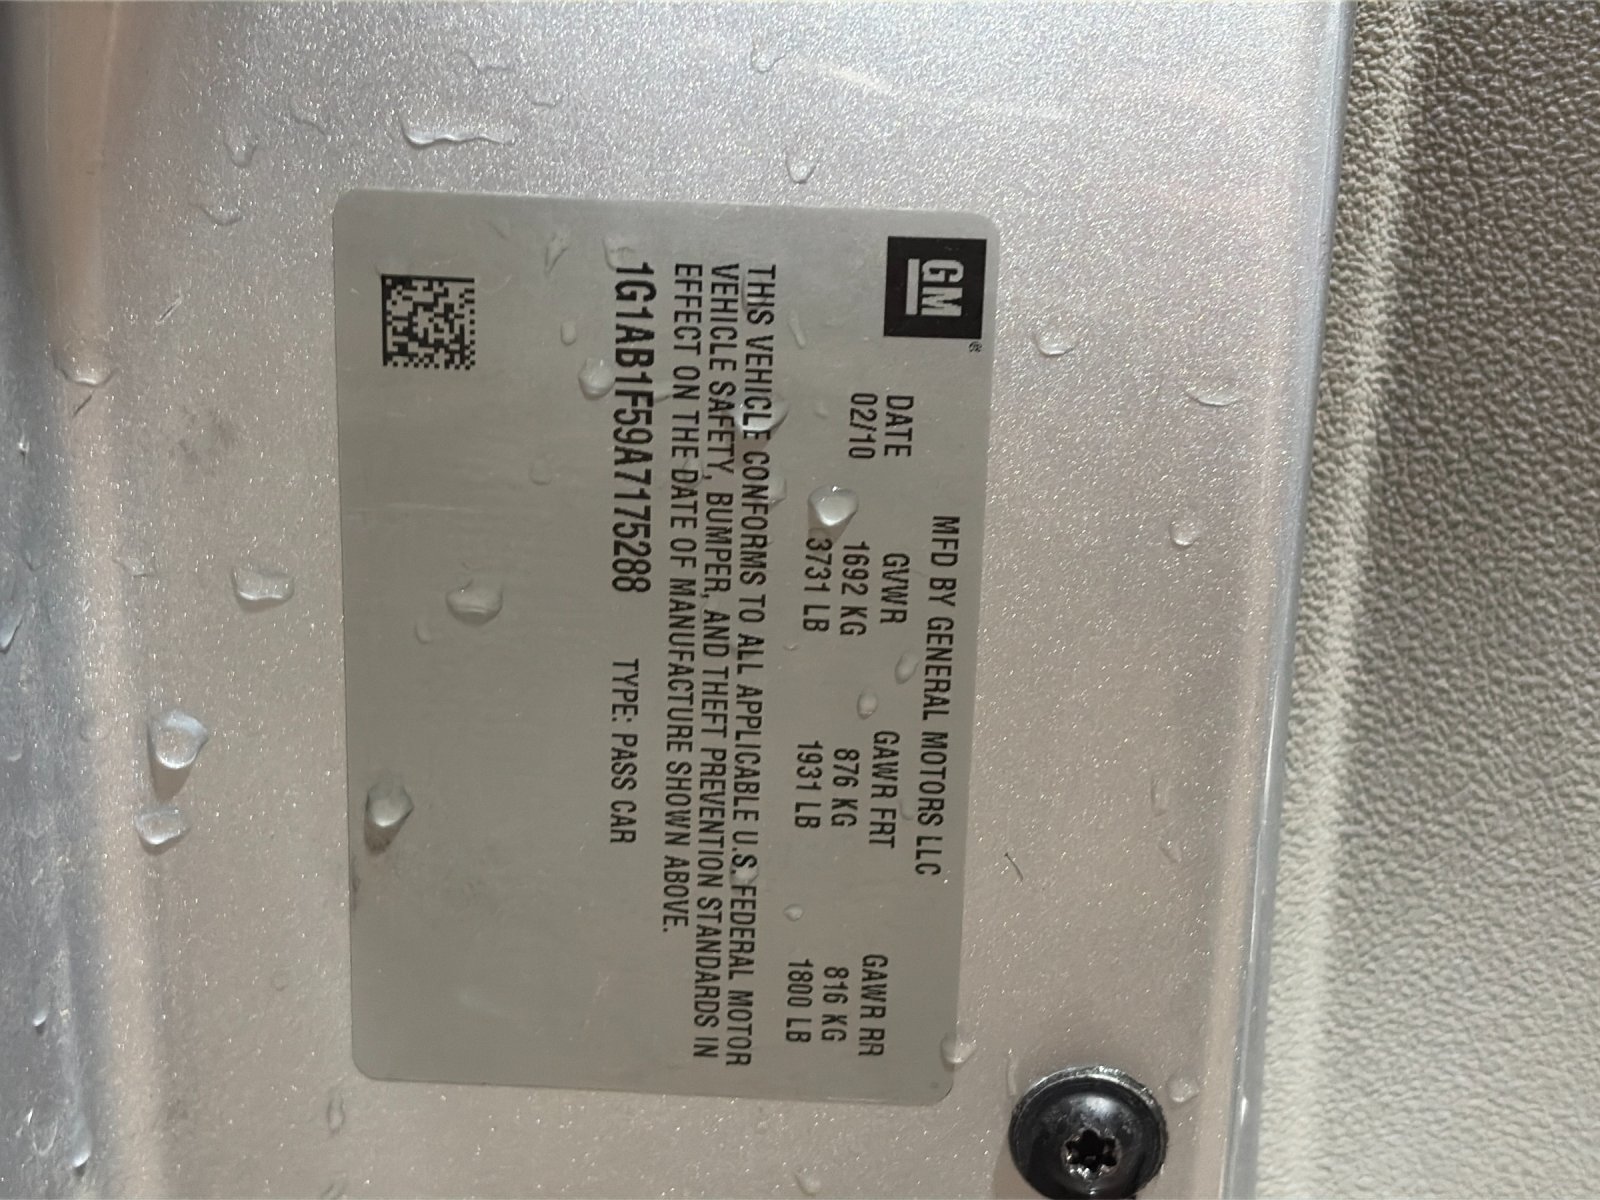 GM
MFD BY GENERAL MOTORS LLC
DATE GVWR GAWR FRT GAWR RR
02/10 1692 KG 876 KG 816 KG
3731 LB 1931 LB 1800 LB
THIS VEHICLE CONFORMS TO ALL APPLICABLE U.S. FEDERAL MOTOR
VEHICLE SAFETY, BUMPER, AND THEFT PREVENTION STANDARDS IN
EFFECT ON THE DATE OF MANUFACTURE SHOWN ABOVE.
1G1AB1F59A7175288 TYPE: PASS CAR